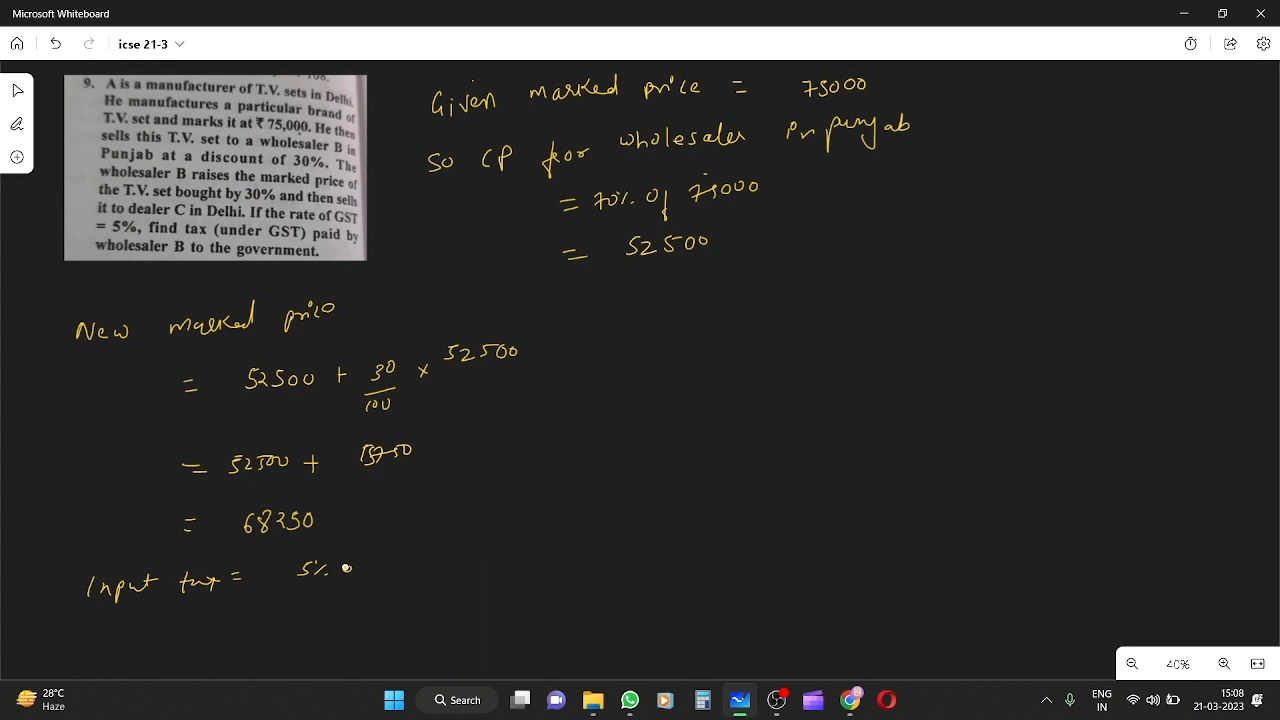 Microsoft Whiteboard
icse 21-3
9. A is a manufacturer of T.V. sets in Delhi.
He manufactures a particular brand of
T.V. set and marks it at ₹ 75,000. He then
sells this T.V. set to a wholesaler B in
Punjab at a discount of 30%. The
wholesaler B raises the marked price of
the T.V. set bought by 30% and then sells
it to dealer C in Delhi. If the rate of GST
= 5%, find tax (under GST) paid by
wholesaler B to the government.
Given marked price = 75000
So CP for wholesaler in punjab
= 70% of 75000
= 52500
New marked price
= 52500 + 30/100 × 52500
= 52500 + 15750
= 68250
Input tax = 5%
40%
28°C
Haze
Search
ENG
IN
15:08
21-03-2023